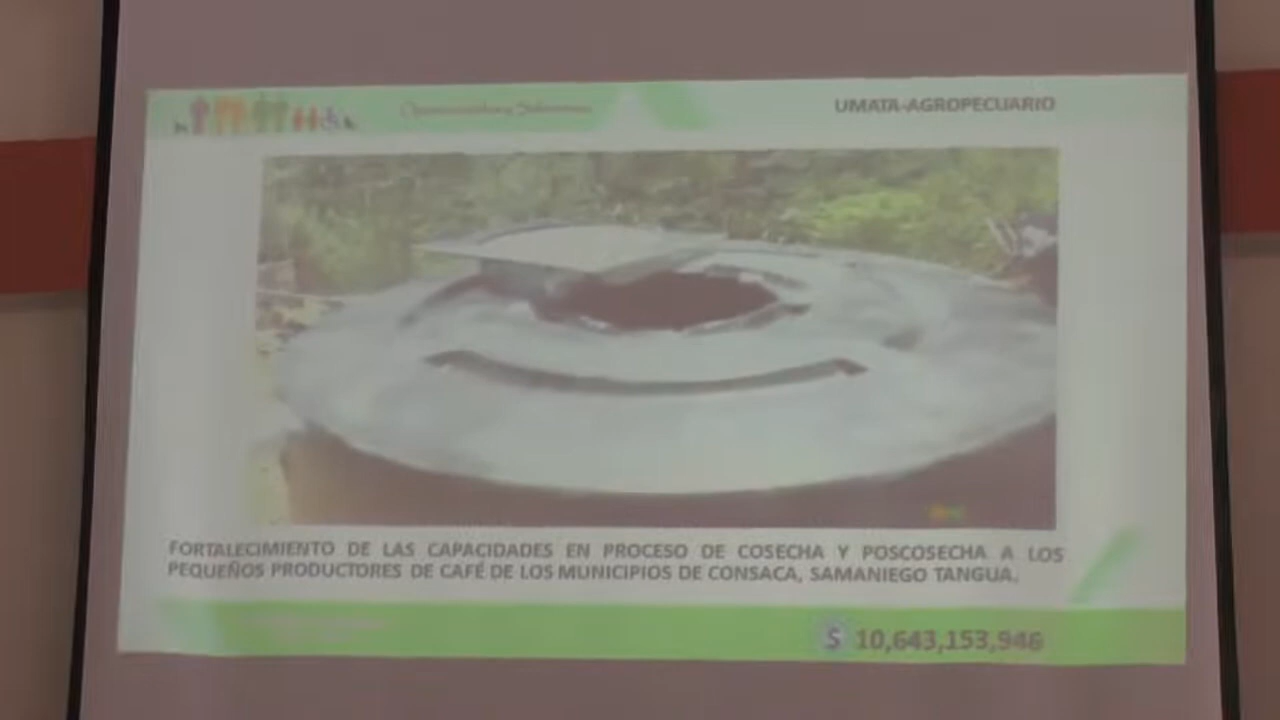 UMATA-AGROPECUARIO
FORTALECIMIENTO DE LAS CAPACIDADES EN PROCESO DE COSECHA Y POSCOSECHA A LOS
PEQUEÑOS PRODUCTORES DE CAFÉ DE LOS MUNICIPIOS DE CONSACA, SAMANIEGO TANGUA.
$ 10,643,153,946